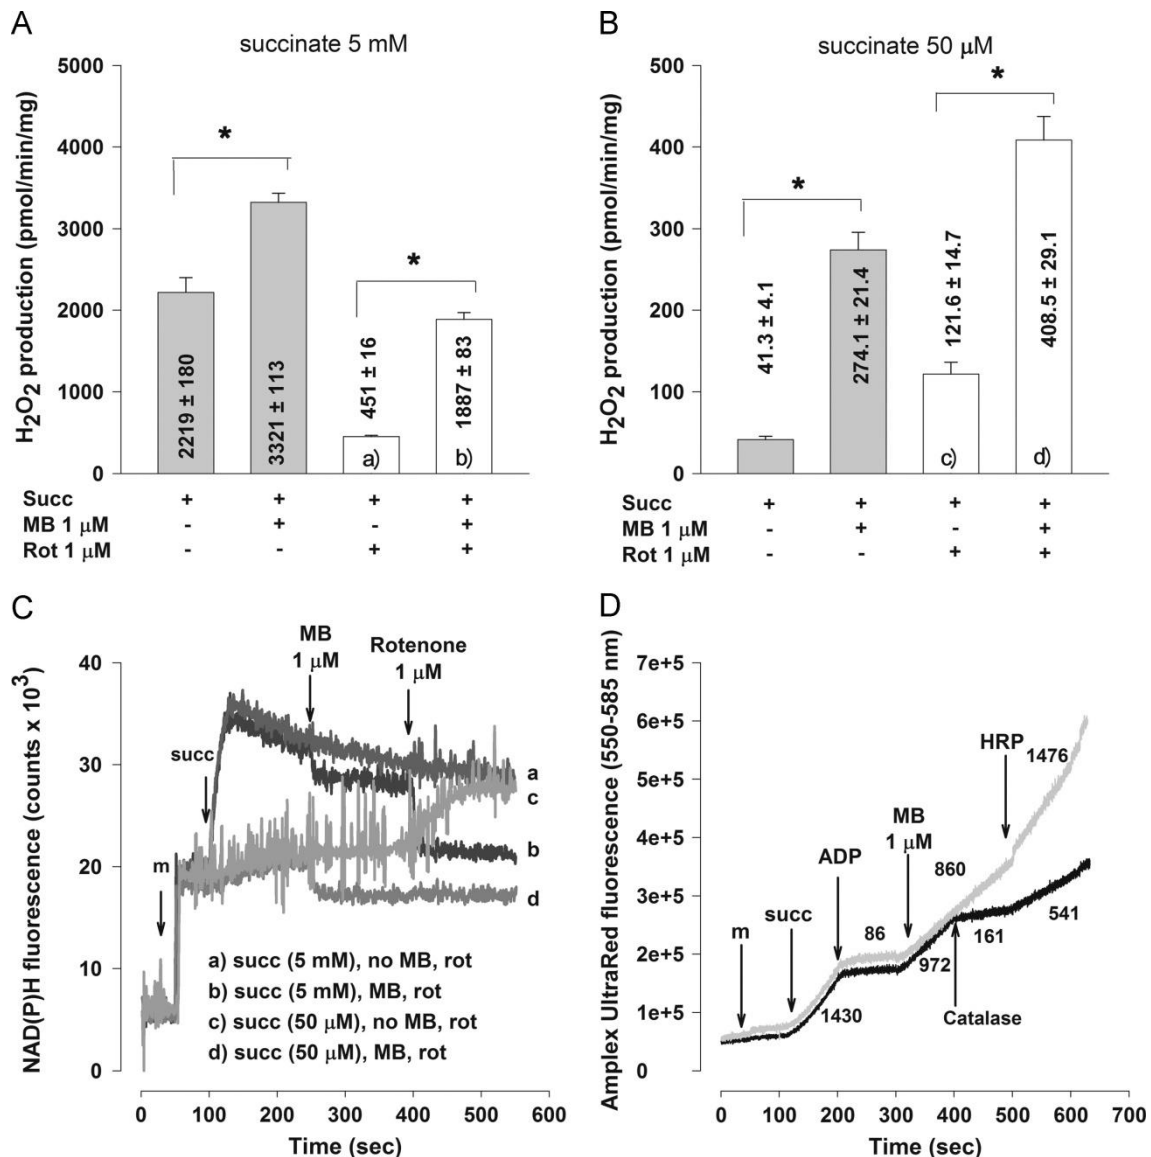 A
succinate 5 mM
H2O2 production (pmol/min/mg)
5000
4000
3000
2000
1000
0
*
*
2219 ± 180
3321 ± 113
451 ± 16
1887 ± 83
a)
b)
Succ + + + +
MB 1 μM - + - +
Rot 1 μM - - + +
B
succinate 50 μM
H2O2 production (pmol/min/mg)
500
400
300
200
100
0
*
*
41.3 ± 4.1
274.1 ± 21.4
121.6 ± 14.7
408.5 ± 29.1
c)
d)
Succ + + + +
MB 1 μM - + - +
Rot 1 μM - - + +
C
NAD(P)H fluorescence (counts x 10³)
40
30
20
10
0
m
succ
MB
1 μM
Rotenone
1 μM
a
c
b
d
a) succ (5 mM), no MB, rot
b) succ (5 mM), MB, rot
c) succ (50 μM), no MB, rot
d) succ (50 μM), MB, rot
0 100 200 300 400 500 600
Time (sec)
D
Amplex UltraRed fluorescence (550-585 nm)
7e+5
6e+5
5e+5
4e+5
3e+5
2e+5
1e+5
0
m
succ
ADP
MB
1 μM
HRP
1476
860
86
972
1430
161
541
Catalase
0 100 200 300 400 500 600 700
Time (sec)